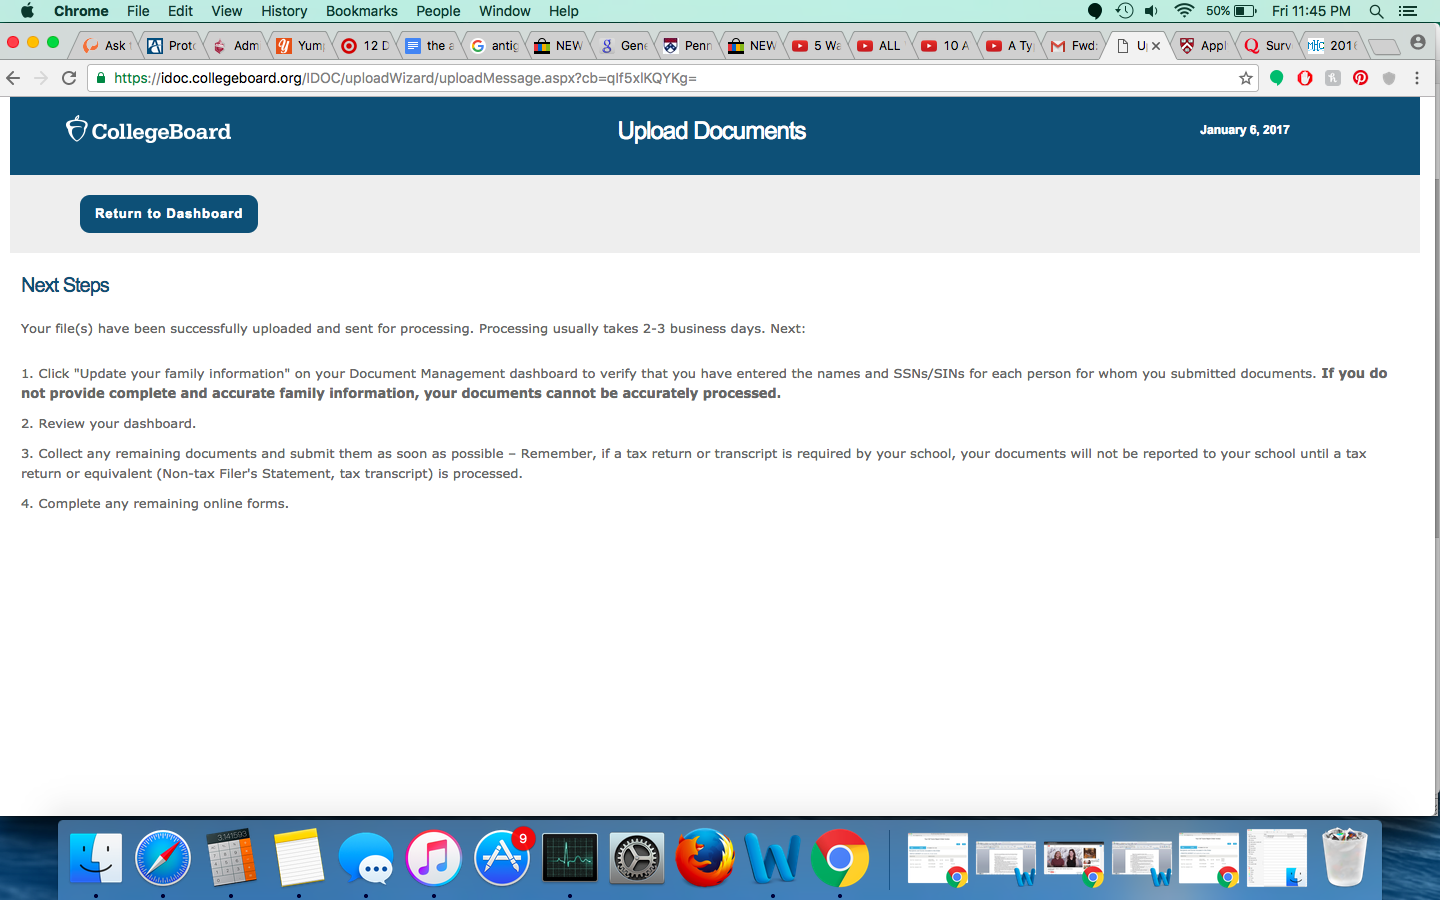 Chrome File Edit View History Bookmarks People Window Help 50% Fri 11:45 PM
Ask Proto Adm Yum 12 D the a antig NEW Gene Penn NEW 5 Wa ALL 10 A A Ty Fwd: U Appl Surv 2016
https://idoc.collegeboard.org/IDOC/uploadWizard/uploadMessage.aspx?cb=qlf5xlKQYKg=
CollegeBoard Upload Documents January 6, 2017
Return to Dashboard
Next Steps
Your file(s) have been successfully uploaded and sent for processing. Processing usually takes 2-3 business days. Next:
1. Click "Update your family information" on your Document Management dashboard to verify that you have entered the names and SSNs/SINs for each person for whom you submitted documents. If you do
not provide complete and accurate family information, your documents cannot be accurately processed.
2. Review your dashboard.
3. Collect any remaining documents and submit them as soon as possible – Remember, if a tax return or transcript is required by your school, your documents will not be reported to your school until a tax
return or equivalent (Non-tax Filer's Statement, tax transcript) is processed.
4. Complete any remaining online forms.
3.141593
9